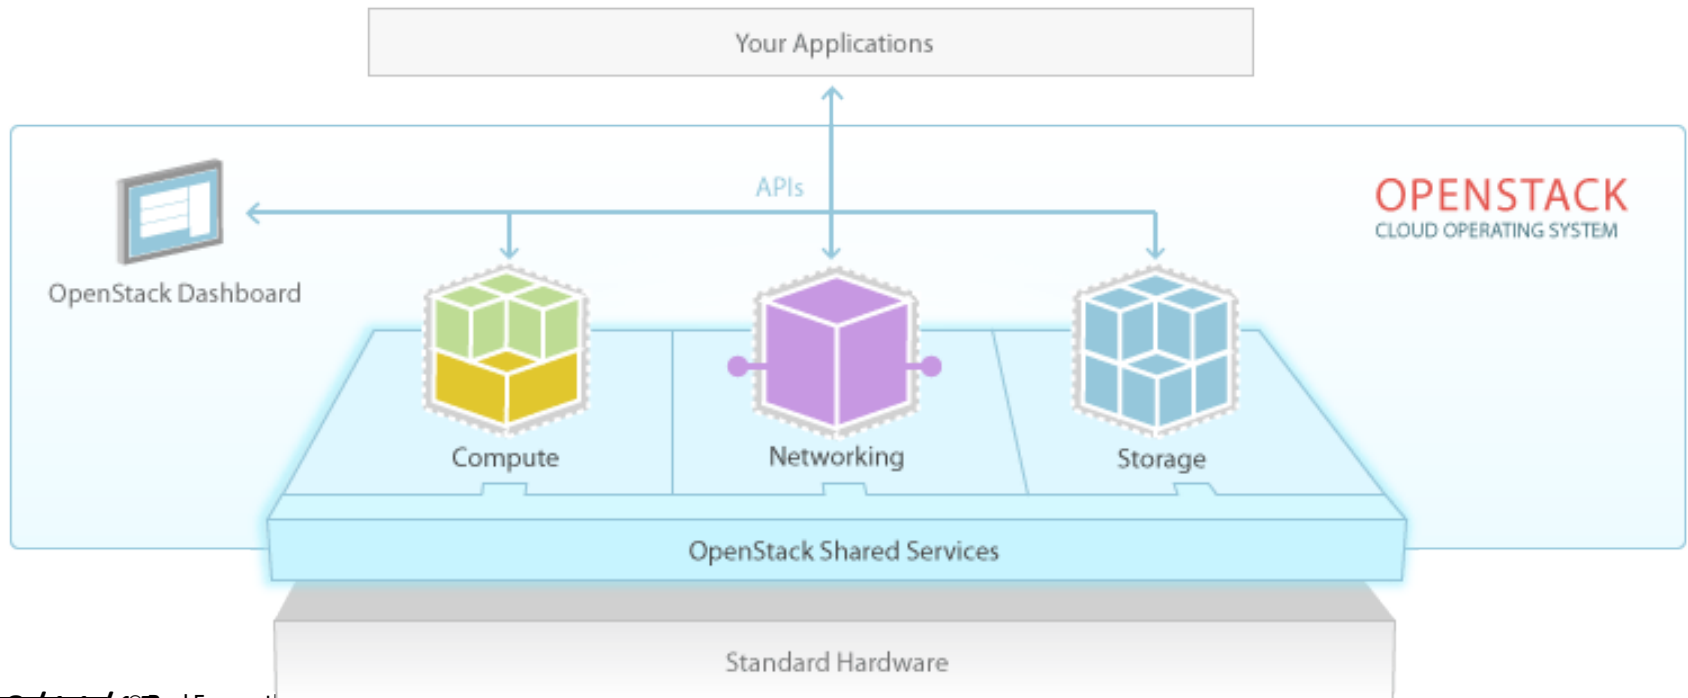 Your Applications
APIs
OPENSTACK
CLOUD OPERATING SYSTEM
OpenStack Dashboard
Compute
Networking
Storage
OpenStack Shared Services
Standard Hardware